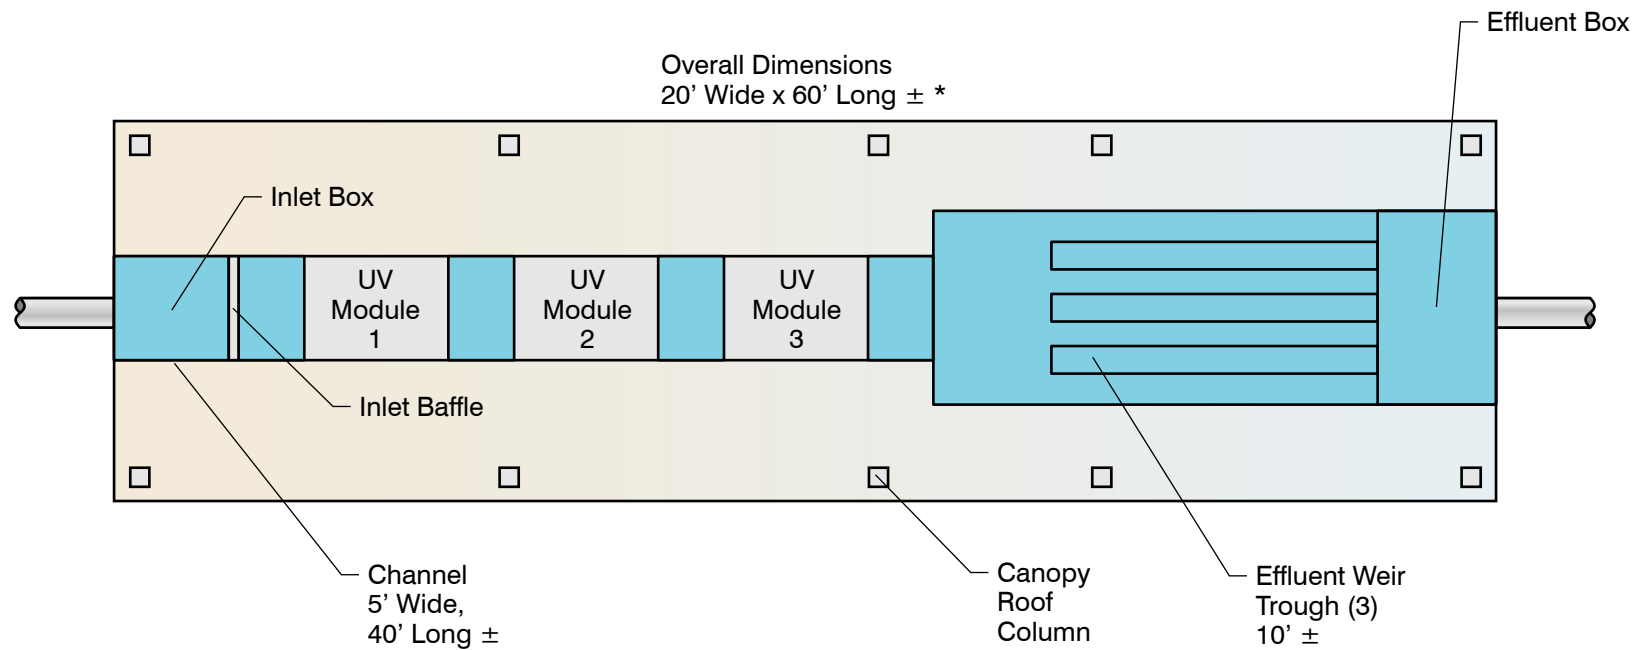 Effluent Box
Overall Dimensions
20’ Wide x 60’ Long ± *
Inlet Box
UV
Module
1
UV
Module
2
UV
Module
3
Inlet Baffle
Channel
5’ Wide,
40’ Long ±
Canopy
Roof
Column
Effluent Weir
Trough (3)
10’ ±